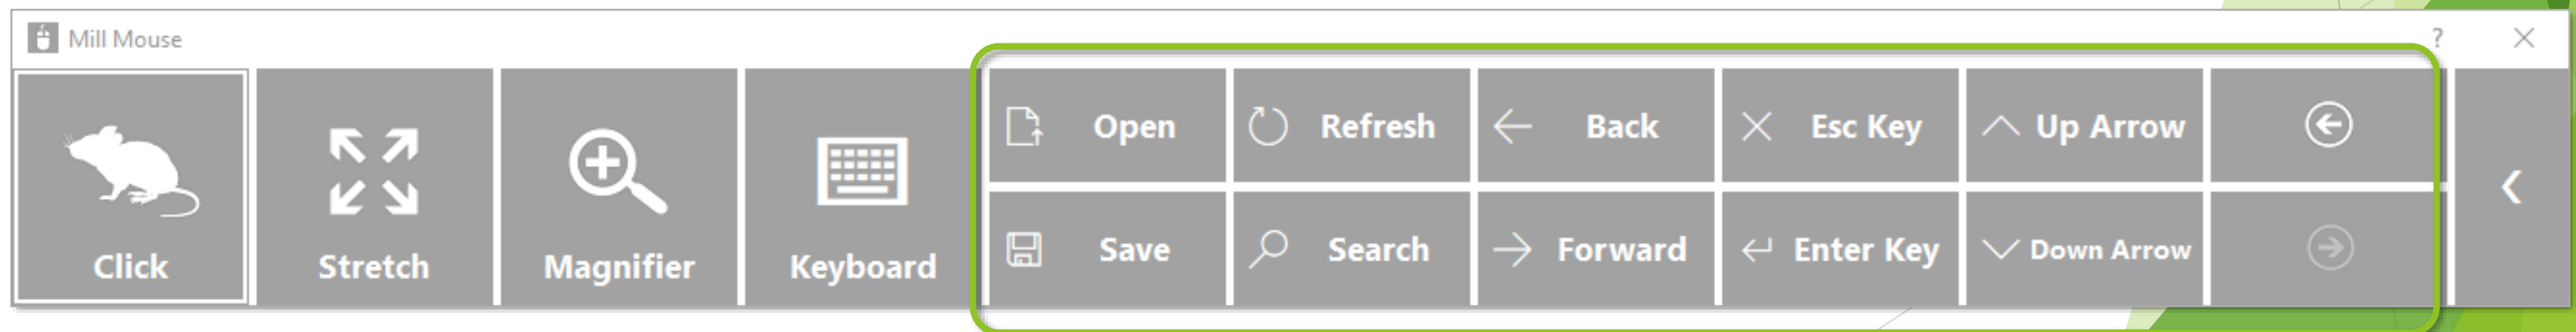 Mill Mouse
?
Open Refresh Back Esc Key Up Arrow
Click Stretch Magnifier Keyboard
Save Search Forward Enter Key Down Arrow